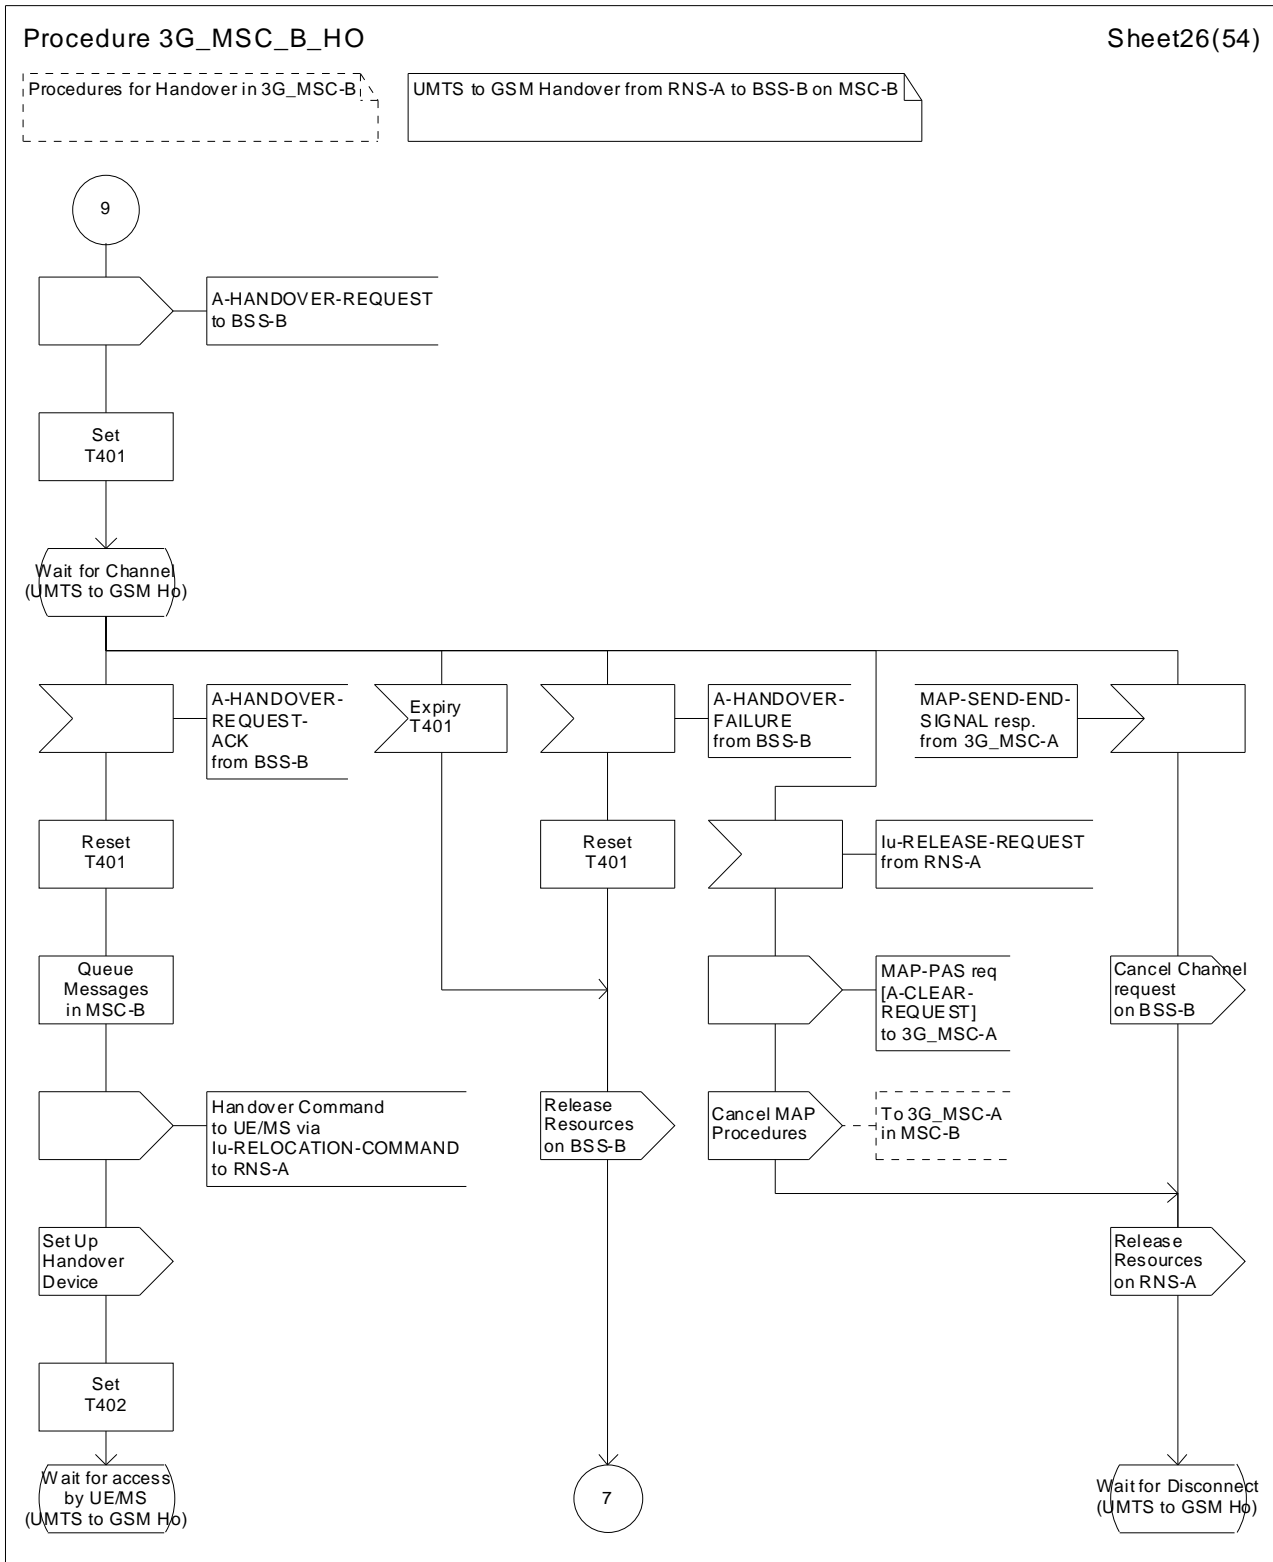 Procedure 3G_MSC_B_HO
Sheet26(54)
Procedures for Handover in 3G_MSC-B
UMTS to GSM Handover from RNS-A to BSS-B on MSC-B
9
A-HANDOVER-REQUEST
to BSS-B
Set
T401
Wait for Channel
(UMTS to GSM Ho)
A-HANDOVER-
REQUEST-
ACK
from BSS-B
Expiry
T401
A-HANDOVER-
FAILURE
from BSS-B
MAP-SEND-END-
SIGNAL resp.
from 3G_MSC-A
Reset
T401
Reset
T401
Iu-RELEASE-REQUEST
from RNS-A
Queue
Messages
in MSC-B
MAP-PAS req
[A-CLEAR-
REQUEST]
to 3G_MSC-A
Cancel Channel
request
on BSS-B
Handover Command
to UE/MS via
Iu-RELOCATION-COMMAND
to RNS-A
Release
Resources
on BSS-B
Cancel MAP
Procedures
To 3G_MSC-A
in MSC-B
Set Up
Handover
Device
Release
Resources
on RNS-A
Set
T402
Wait for access
by UE/MS
(UMTS to GSM Ho)
7
Wait for Disconnect
(UMTS to GSM Ho)